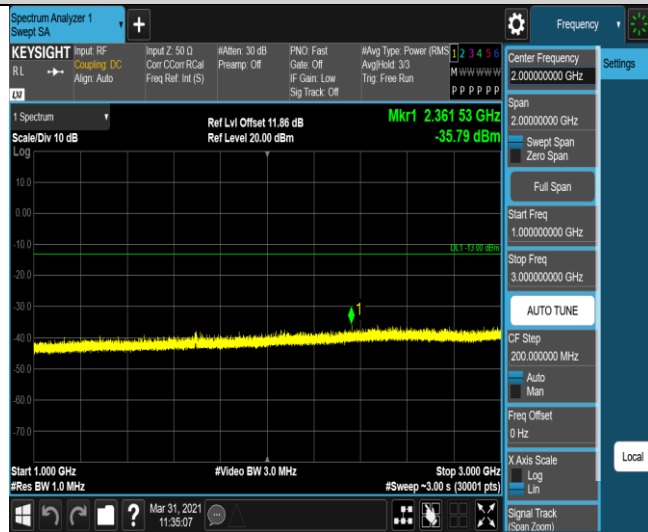 Spectrum Analyzer 1
Swept SA
+
Frequency
KEYSIGHT
Input: RF
Input Z: 50 Ω
#Atten: 30 dB
PNO: Fast
#Avg Type: Power (RMS
1 2 3 4 5 6
R L
Coupling: DC
Corr CCorr RCal
Preamp: Off
Gate: Off
Avg|Hold: 3/3
M W W W W W
Align: Auto
Freq Ref: Int (S)
IF Gain: Low
Trig: Free Run
Sig Track: Off
P P P P P P
LXI
1 Spectrum
Ref Lvl Offset 11.86 dB
Mkr1 2.361 53 GHz
Scale/Div 10 dB
Ref Level 20.00 dBm
-35.79 dBm
Log
10.0
0.00
-10.0
DL1 -13.00 dBm
-20.0
-30.0
1
-40.0
-50.0
-60.0
-70.0
Start 1.000 GHz
#Video BW 3.0 MHz
Stop 3.000 GHz
#Res BW 1.0 MHz
#Sweep ~3.00 s (30001 pts)
Center Frequency
2.000000000 GHz
Settings
Span
2.00000000 GHz
Swept Span
Zero Span
Full Span
Start Freq
1.000000000 GHz
Stop Freq
3.000000000 GHz
AUTO TUNE
CF Step
200.000000 MHz
Auto
Man
Freq Offset
0 Hz
X Axis Scale
Log
Lin
Local
Signal Track
(Span Zoom)
?
Mar 31, 2021
11:35:07